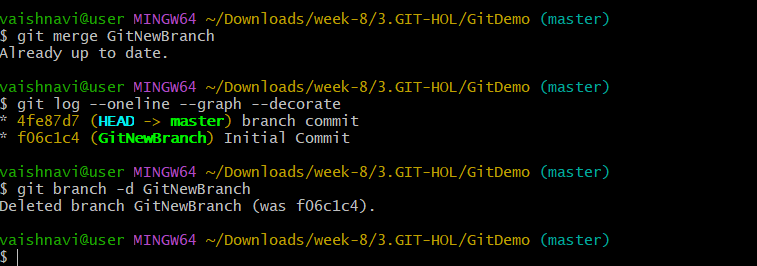 vaishnavi@user MINGW64 ~/Downloads/week-8/3.GIT-HOL/GitDemo (master)
$ git merge GitNewBranch
Already up to date.
vaishnavi@user MINGW64 ~/Downloads/week-8/3.GIT-HOL/GitDemo (master)
$ git log --oneline --graph --decorate
* 4fe87d7 (HEAD -> master) branch commit
* f06c1c4 (GitNewBranch) Initial Commit
vaishnavi@user MINGW64 ~/Downloads/week-8/3.GIT-HOL/GitDemo (master)
$ git branch -d GitNewBranch
Deleted branch GitNewBranch (was f06c1c4).
vaishnavi@user MINGW64 ~/Downloads/week-8/3.GIT-HOL/GitDemo (master)
$